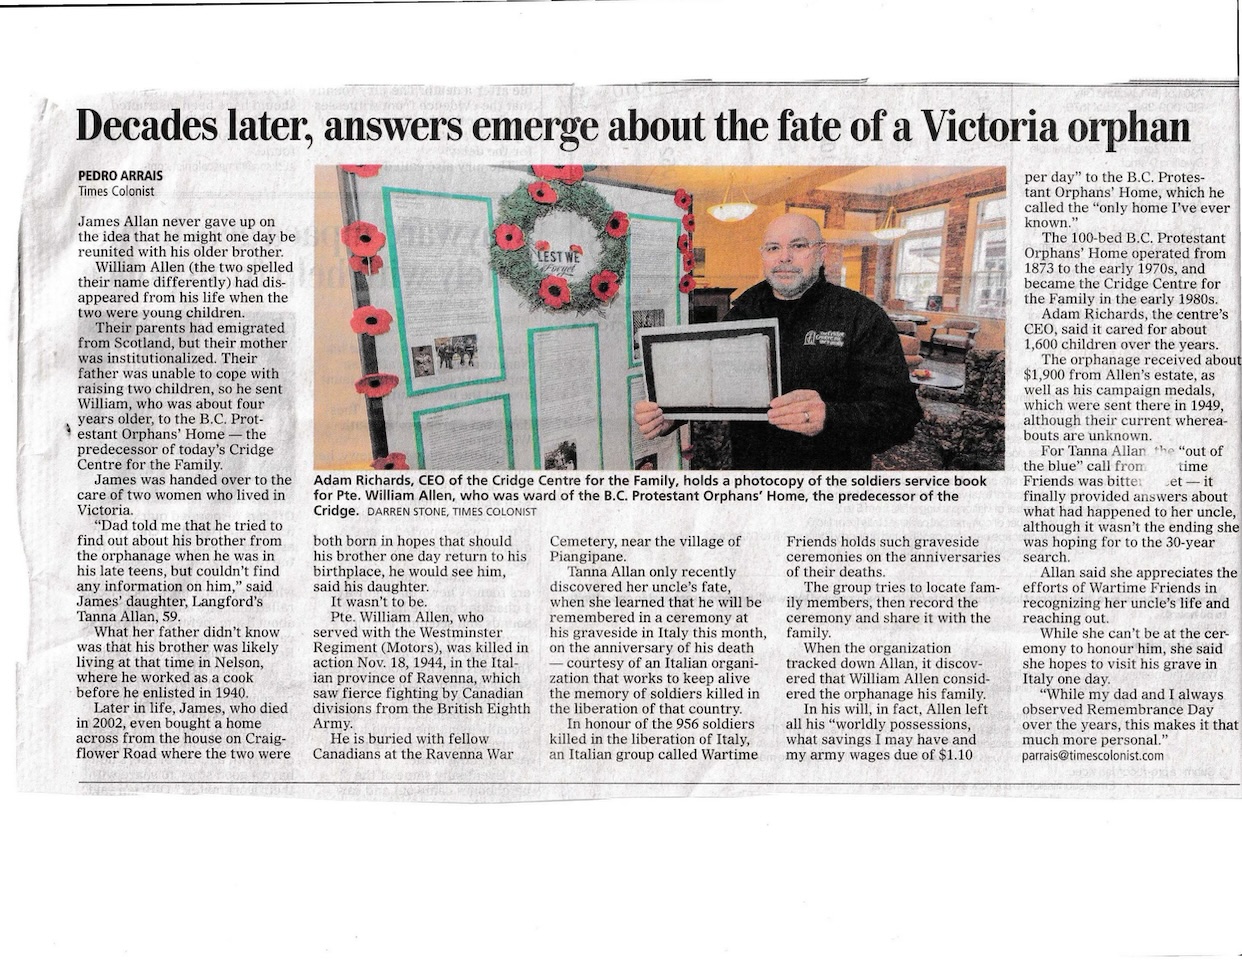 Decades later, answers emerge about the fate of a Victoria orphan
PEDRO ARRAIS
Times Colonist
James Allan never gave up on
the idea that he might one day be
reunited with his older brother.
William Allen (the two spelled
their name differently) had dis-
appeared from his life when the
two were young children.
Their parents had emigrated
from Scotland, but their mother
was institutionalized. Their
father was unable to cope with
raising two children, so he sent
William, who was about four
years older, to the B.C. Prot-
estant Orphans' Home — the
predecessor of today's Cridge
Centre for the Family.
James was handed over to the
care of two women who lived in
Victoria.
"Dad told me that he tried to
find out about his brother from
the orphanage when he was in
his late teens, but couldn't find
any information on him," said
James' daughter, Langford's
Tanna Allan, 59.
What her father didn't know
was that his brother was likely
living at that time in Nelson,
where he worked as a cook
before he enlisted in 1940.
Later in life, James, who died
in 2002, even bought a home
across from the house on Craig-
flower Road where the two were
LEST WE
forget
Adam Richards, CEO of the Cridge Centre for the Family, holds a photocopy of the soldiers service book
for Pte. William Allen, who was ward of the B.C. Protestant Orphans' Home, the predecessor of the
Cridge. DARREN STONE, TIMES COLONIST
both born in hopes that should
his brother one day return to his
birthplace, he would see him,
said his daughter.
It wasn't to be.
Pte. William Allen, who
served with the Westminster
Regiment (Motors), was killed in
action Nov. 18, 1944, in the Ital-
ian province of Ravenna, which
saw fierce fighting by Canadian
divisions from the British Eighth
Army.
He is buried with fellow
Canadians at the Ravenna War
Cemetery, near the village of
Piangipane.
Tanna Allan only recently
discovered her uncle's fate,
when she learned that he will be
remembered in a ceremony at
his graveside in Italy this month,
on the anniversary of his death
— courtesy of an Italian organi-
zation that works to keep alive
the memory of soldiers killed in
the liberation of that country.
In honour of the 956 soldiers
killed in the liberation of Italy,
an Italian group called Wartime
Friends holds such graveside
ceremonies on the anniversaries
of their deaths.
The group tries to locate fam-
ily members, then record the
ceremony and share it with the
family.
When the organization
tracked down Allan, it discov-
ered that William Allen consid-
ered the orphanage his family.
In his will, in fact, Allen left
all his "worldly possessions,
what savings I may have and
my army wages due of $1.10
per day" to the B.C. Protes-
tant Orphans' Home, which he
called the "only home I've ever
known."
The 100-bed B.C. Protestant
Orphans' Home operated from
1873 to the early 1970s, and
became the Cridge Centre for
the Family in the early 1980s.
Adam Richards, the centre's
CEO, said it cared for about
1,600 children over the years.
The orphanage received about
$1,900 from Allen's estate, as
well as his campaign medals,
which were sent there in 1949,
although their current wherea-
bouts are unknown.
For Tanna Allan the "out of
the blue" call from time
Friends was bitter et — it
finally provided answers about
what had happened to her uncle,
although it wasn't the ending she
was hoping for to the 30-year
search.
Allan said she appreciates the
efforts of Wartime Friends in
recognizing her uncle's life and
reaching out.
While she can't be at the cer-
emony to honour him, she said
she hopes to visit his grave in
Italy one day.
"While my dad and I always
observed Remembrance Day
over the years, this makes it that
much more personal."
parrais@timescolonist.com